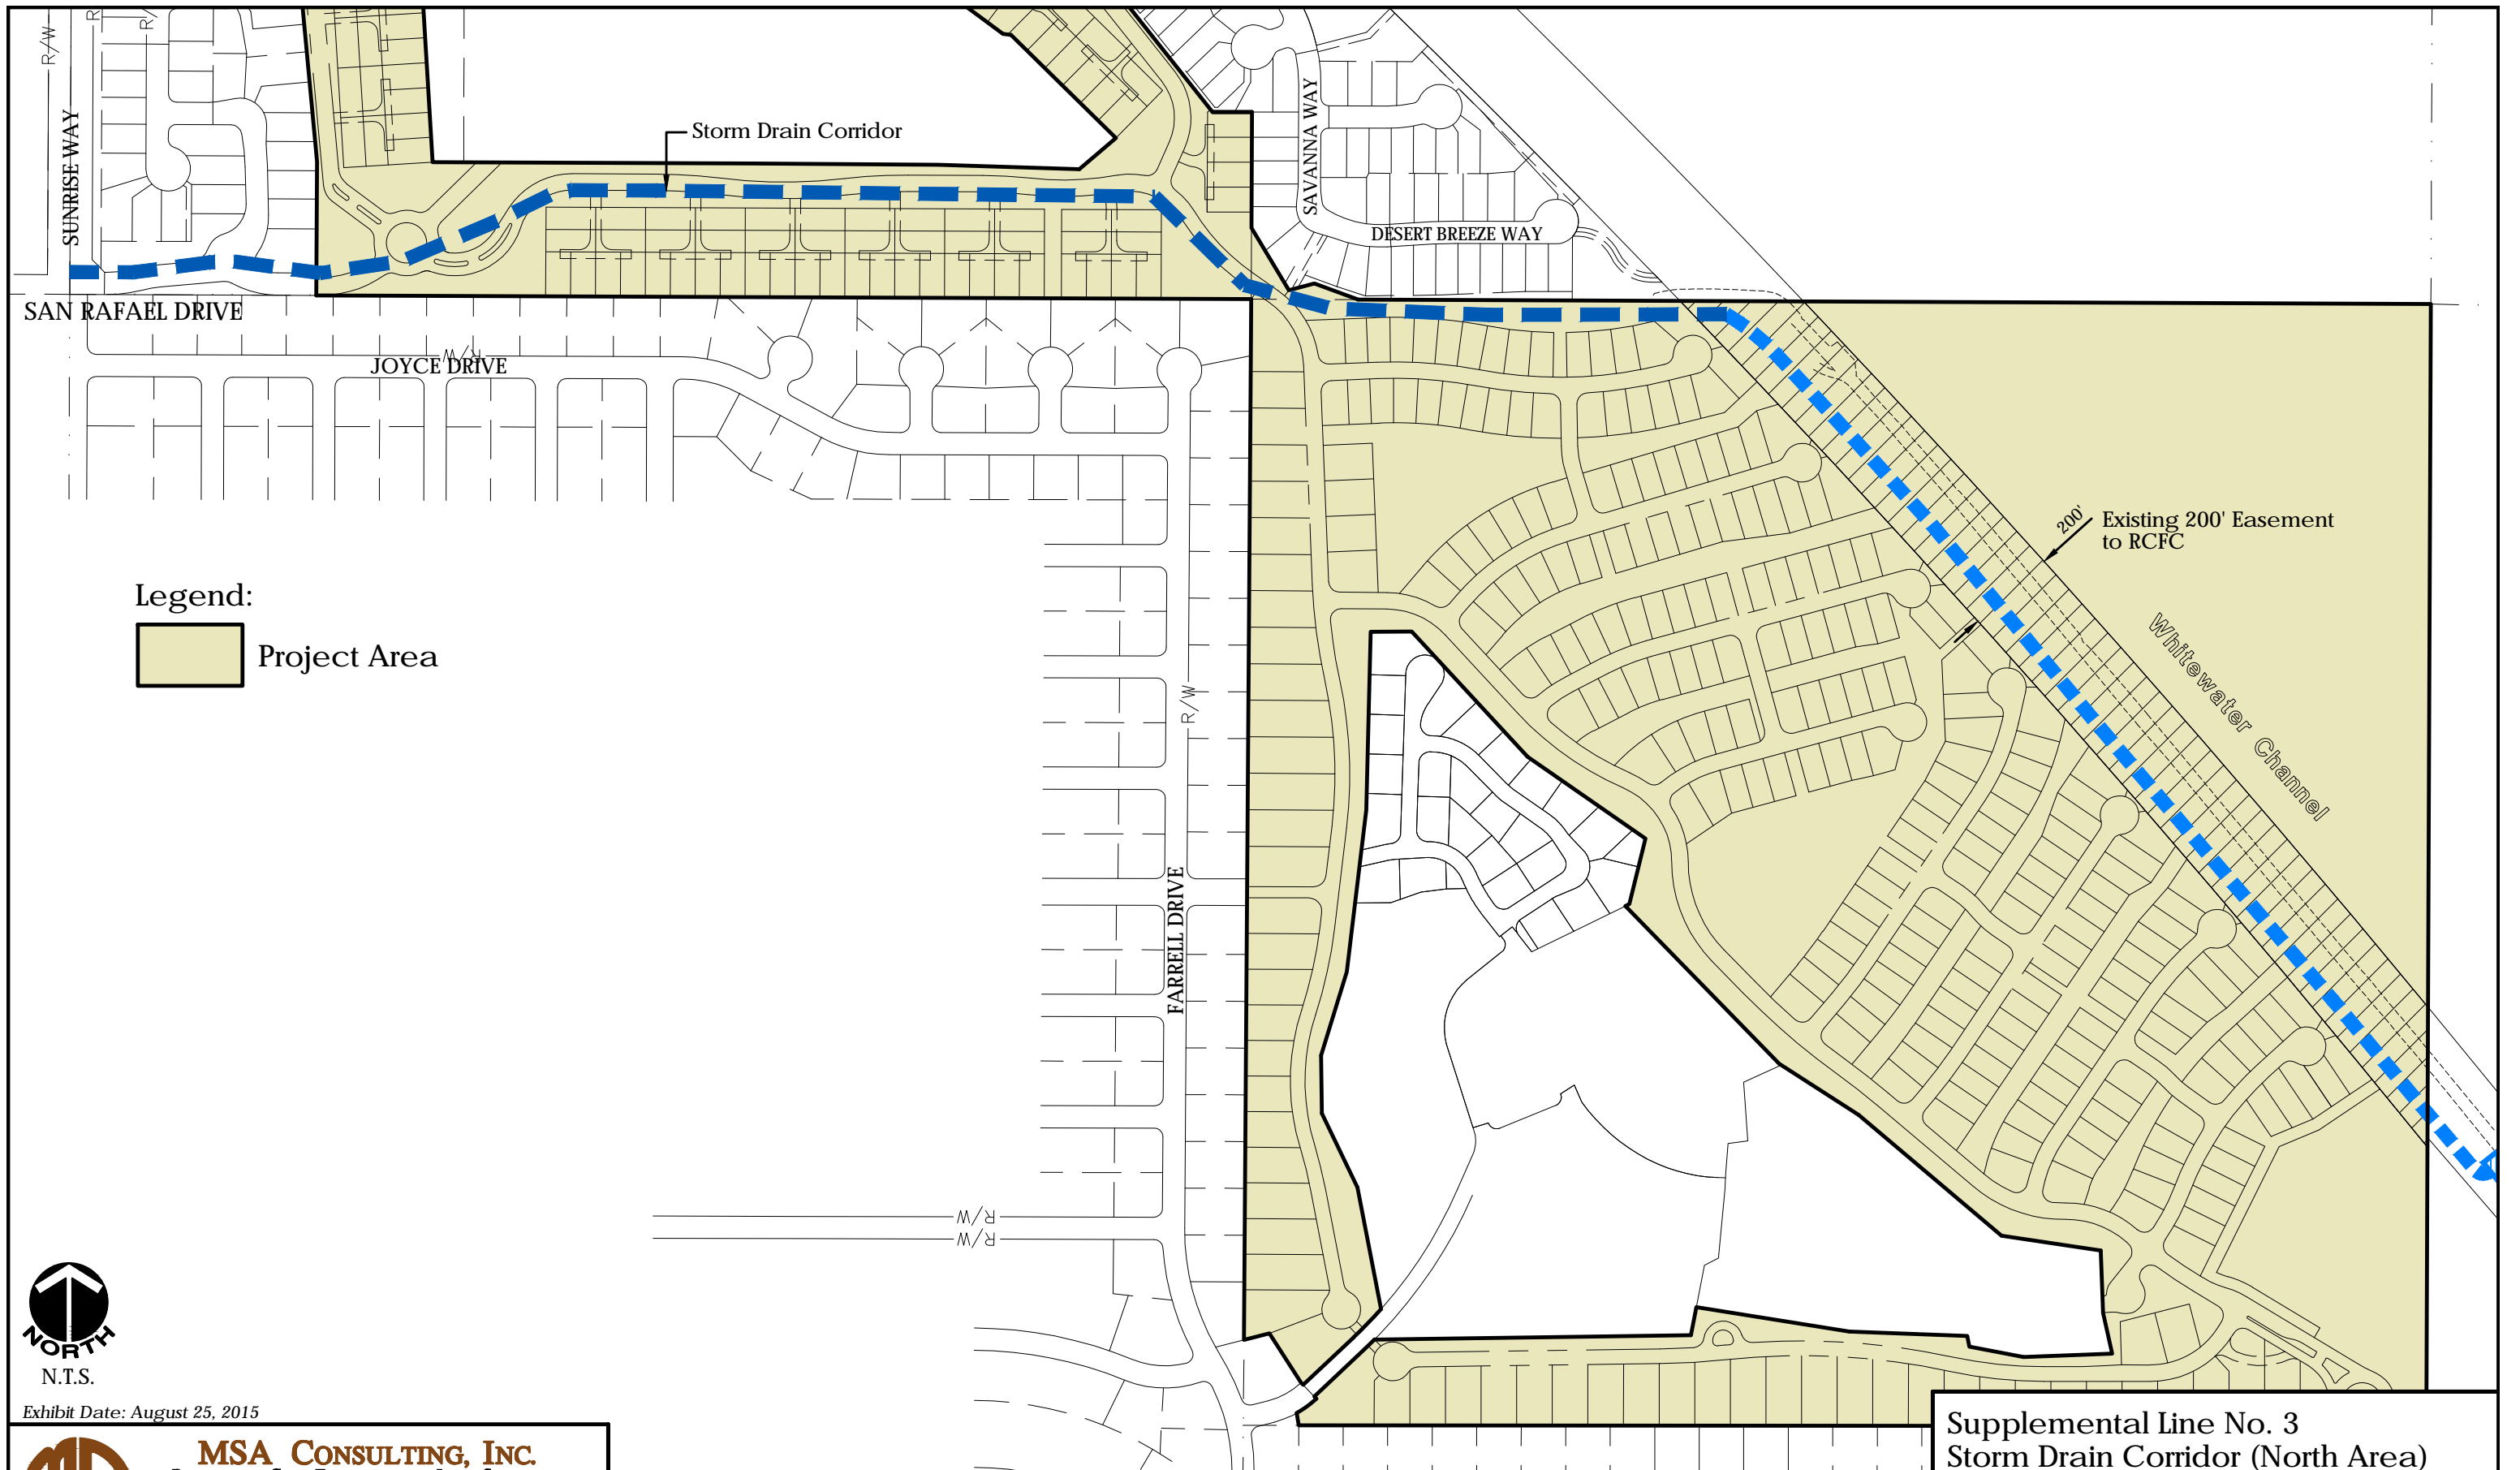 R/W
R
R/
SUNRISE WAY
Storm Drain Corridor
SAVANNA WAY
DESERT BREEZE WAY
SAN RAFAEL DRIVE
R/W
JOYCE DRIVE
200'
Existing 200' Easement
to RCFC
Legend:
Project Area
Whitewater Channel
R/W
FARRELL DRIVE
R/W
R/W
NORTH
N.T.S.
Exhibit Date: August 25, 2015
MSA CONSULTING, INC.
Supplemental Line No. 3
Storm Drain Corridor (North Area)